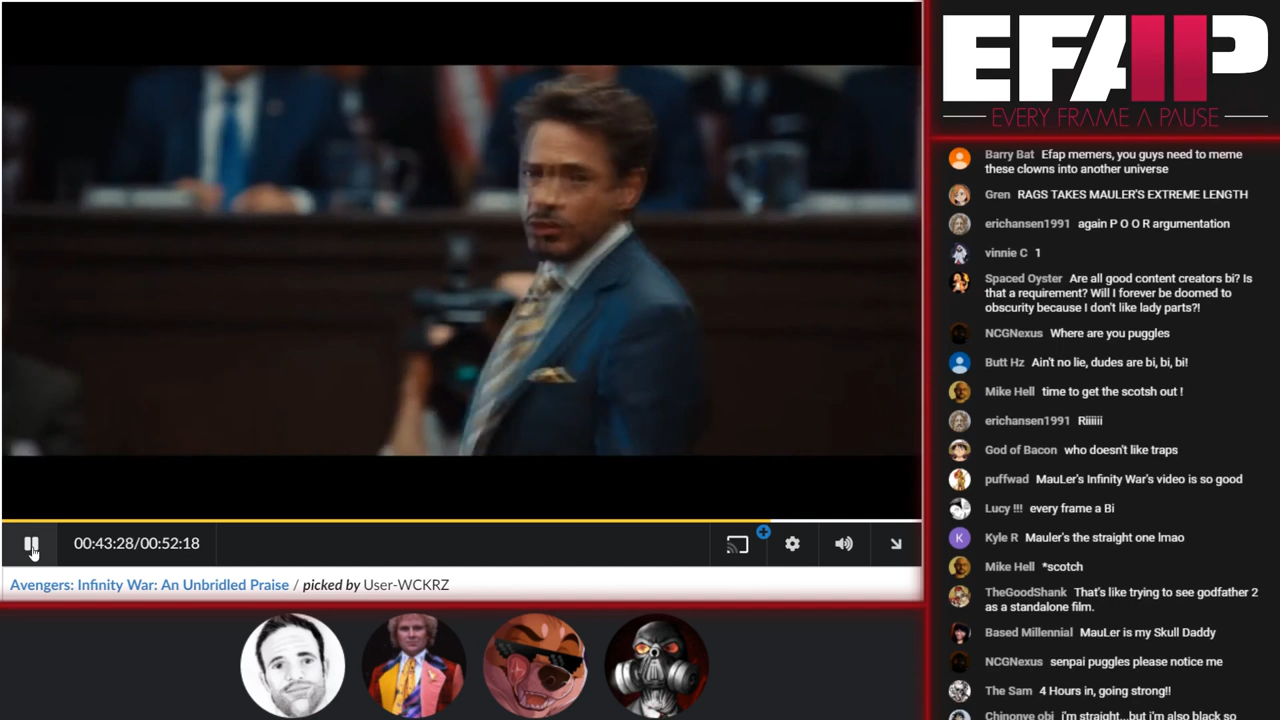 EFAP
EVERY FRAME A PAUSE
Barry Bat Efap memers, you guys need to meme
these clowns into another universe
Gren RAGS TAKES MAULER'S EXTREME LENGTH
erichansen1991 again P O O R argumentation
vinnie C 1
Spaced Oyster Are all good content creators bi? Is
that a requirement? Will I forever be doomed to
obscurity because I don't like lady parts?!
NCGNexus Where are you puggles
Butt Hz Ain't no lie, dudes are bi, bi, bi!
Mike Hell time to get the scotsh out !
erichansen1991 Riiiiii
God of Bacon who doesn't like traps
puffwad MauLer's Infinity War's video is so good
Lucy !!! every frame a Bi
K
Kyle R Mauler's the straight one lmao
Mike Hell *scotch
TheGoodShank That's like trying to see godfather 2
as a standalone film.
Based Millennial MauLer is my Skull Daddy
NCGNexus senpai puggles please notice me
The Sam 4 Hours in, going strong!!
Chinonye obi i'm straight...but i'm also black so
00:43:28/00:52:18
Avengers: Infinity War: An Unbridled Praise / picked by User-WCKRZ